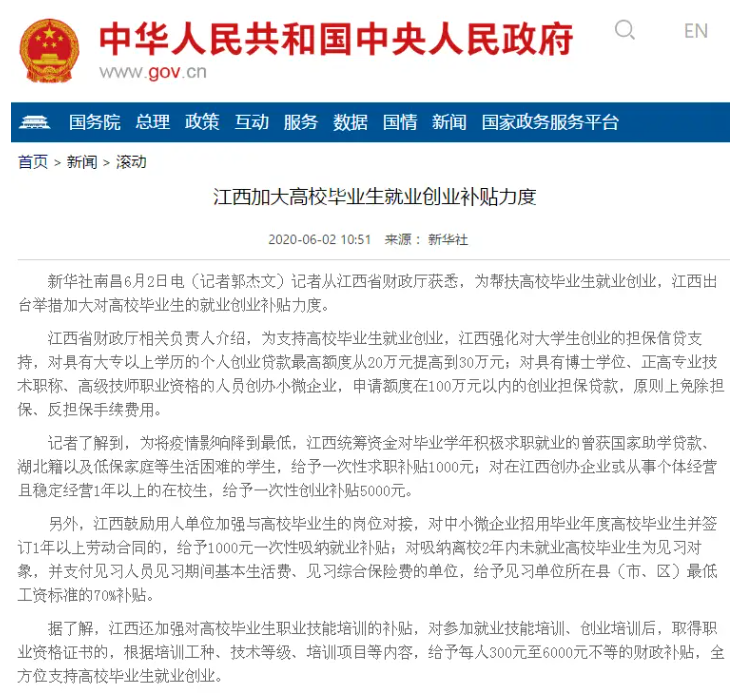 中华人民共和国中央人民政府
www.gov.cn
EN
国务院 总理 政策 互动 服务 数据 国情 新闻 国家政务服务平台
首页 > 新闻 > 滚动
江西加大高校毕业生就业创业补贴力度
2020-06-02 10:51 来源： 新华社
新华社南昌6月2日电（记者郭杰文）记者从江西省财政厅获悉，为帮扶高校毕业生就业创业，江西出
台举措加大对高校毕业生的就业创业补贴力度。
江西省财政厅相关负责人介绍，为支持高校毕业生就业创业，江西强化对大学生创业的担保信贷支
持，对具有大专以上学历的个人创业贷款最高额度从20万元提高到30万元；对具有博士学位、正高专业技
术职称、高级技师职业资格的人员创办小微企业，申请额度在100万元以内的创业担保贷款，原则上免除担
保、反担保手续费用。
记者了解到，为将疫情影响降到最低，江西统筹资金对毕业学年积极求职就业的曾获国家助学贷款、
湖北籍以及低保家庭等生活困难的学生，给予一次性求职补贴1000元；对在江西创办企业或从事个体经营
且稳定经营1年以上的在校生，给予一次性创业补贴5000元。
另外，江西鼓励用人单位加强与高校毕业生的岗位对接，对中小微企业招用毕业年度高校毕业生并签
订1年以上劳动合同的，给予1000元一次性吸纳就业补贴；对吸纳离校2年内未就业高校毕业生为见习对
象，并支付见习人员见习期间基本生活费、见习综合保险费的单位，给予见习单位所在县（市、区）最低
工资标准的70%补贴。
据了解，江西还加强对高校毕业生职业技能培训的补贴，对参加就业技能培训、创业培训后，取得职
业资格证书的，根据培训工种、技术等级、培训项目等内容，给予每人300元至6000元不等的财政补贴，全
方位支持高校毕业生就业创业。